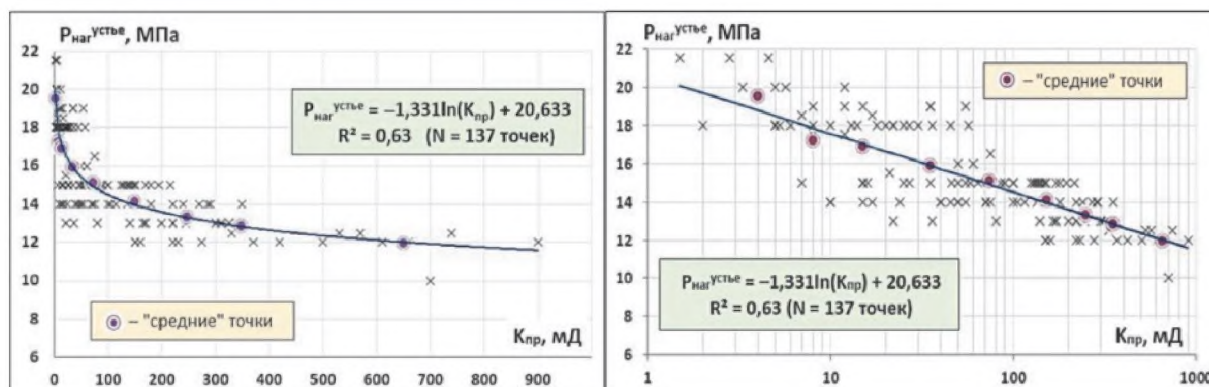 Pнагустье, МПа
22
20
18
16
14
12
10
8
6
Pнагустье = −1,331ln(Kпр) + 20,633
R² = 0,63 (N = 137 точек)
– "средние" точки
Kпр, мД
0 100 200 300 400 500 600 700 800 900
Pнагустье, МПа
22
20
18
16
14
12
10
8
6
– "средние" точки
Pнагустье = −1,331ln(Kпр) + 20,633
R² = 0,63 (N = 137 точек)
Kпр, мД
1 10 100 1000